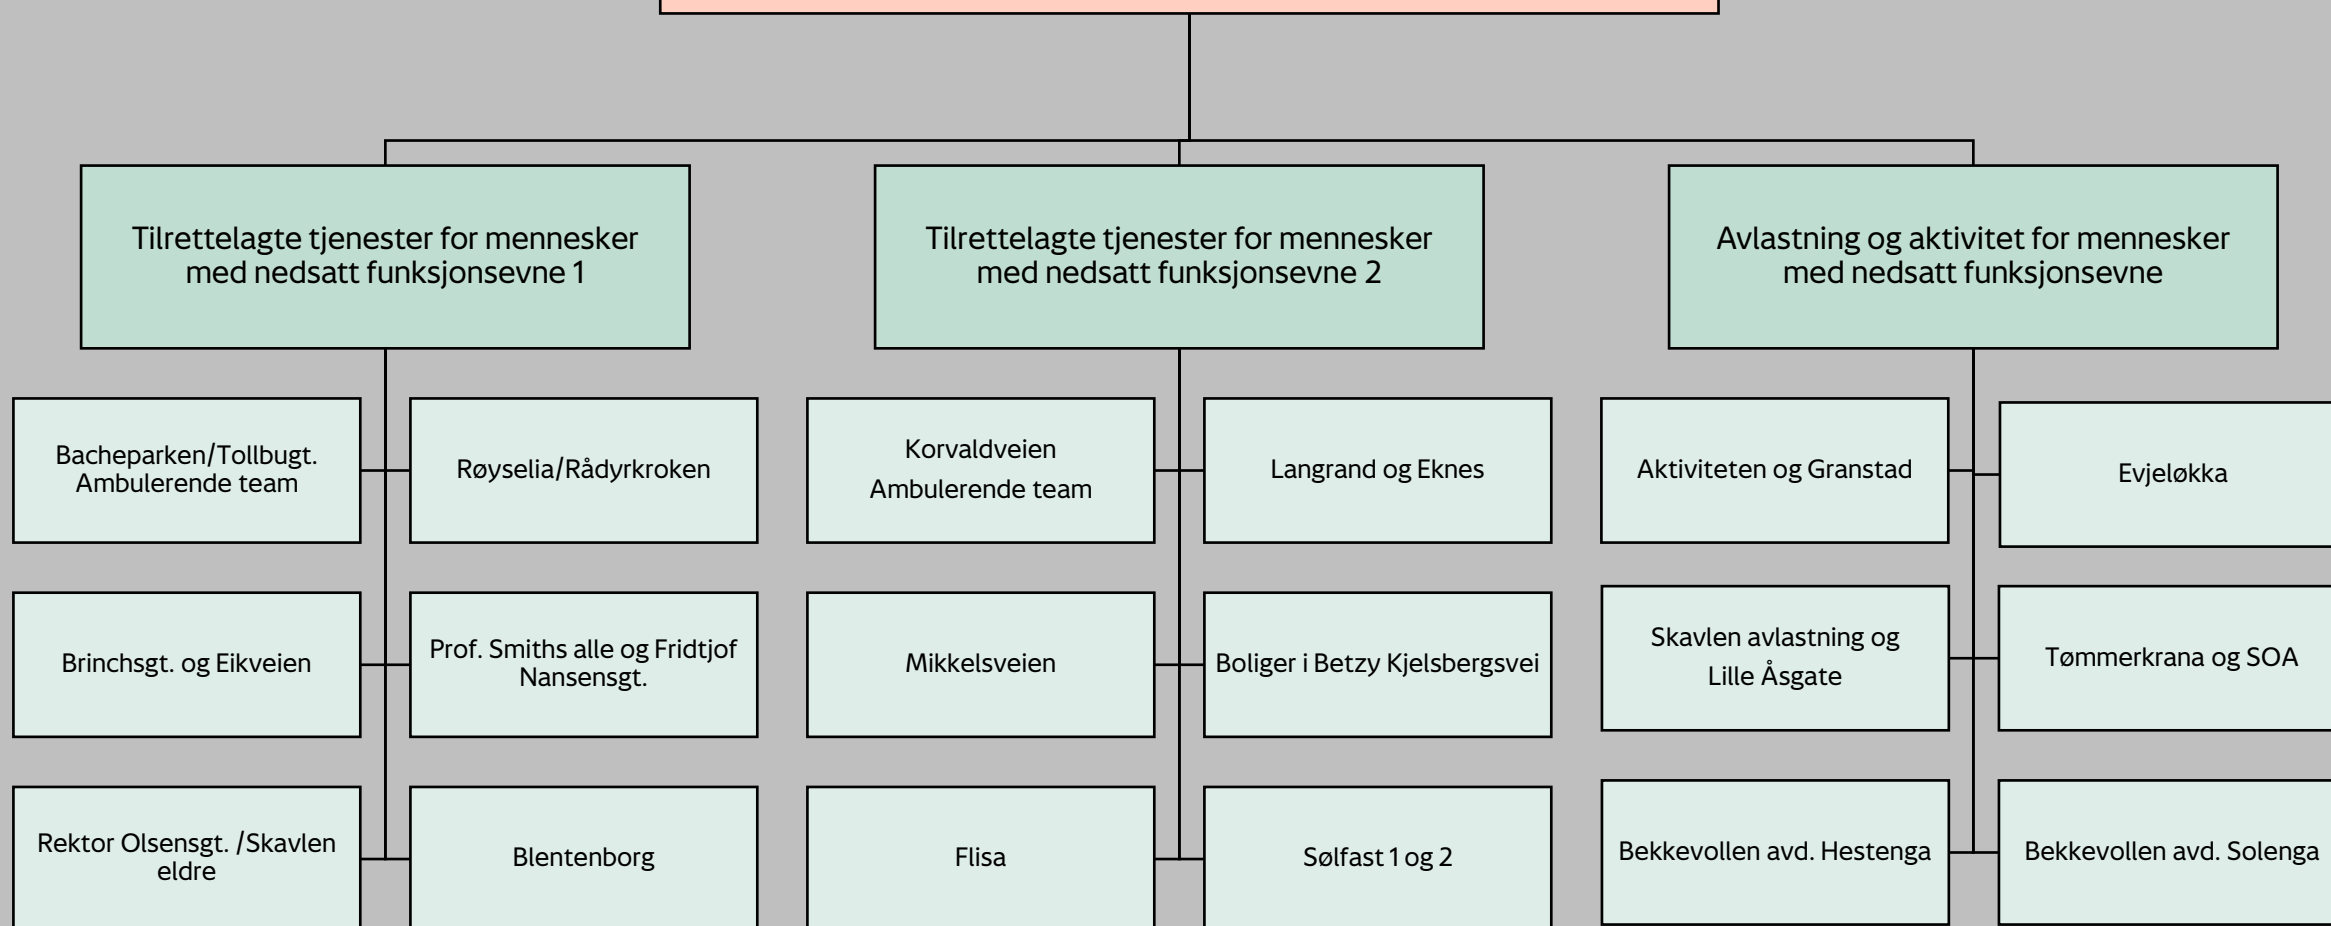 Tilrettelagte tjenester for mennesker
med nedsatt funksjonsevne 1
Tilrettelagte tjenester for mennesker
med nedsatt funksjonsevne 2
Avlastning og aktivitet for mennesker
med nedsatt funksjonsevne
Bacheparken/Tollbugt.
Ambulerende team
Røyselia/Rådyrkroken
Korvaldveien
Ambulerende team
Langrand og Eknes
Aktiviteten og Granstad
Evjeløkka
Brinchsgt. og Eikveien
Prof. Smiths alle og Fridtjof
Nansensgt.
Mikkelsveien
Boliger i Betzy Kjelsbergsvei
Skavlen avlastning og
Lille Åsgate
Tømmerkrana og SOA
Rektor Olsensgt. /Skavlen
eldre
Blentenborg
Flisa
Sølfast 1 og 2
Bekkevollen avd. Hestenga
Bekkevollen avd. Solenga